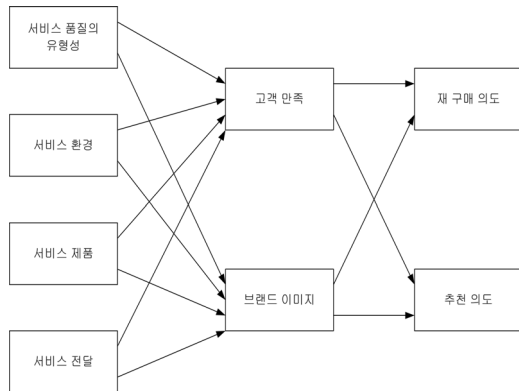 서비스 품질의
유형성
서비스 환경
서비스 제품
서비스 전달
고객 만족
브랜드 이미지
재 구매 의도
추천 의도